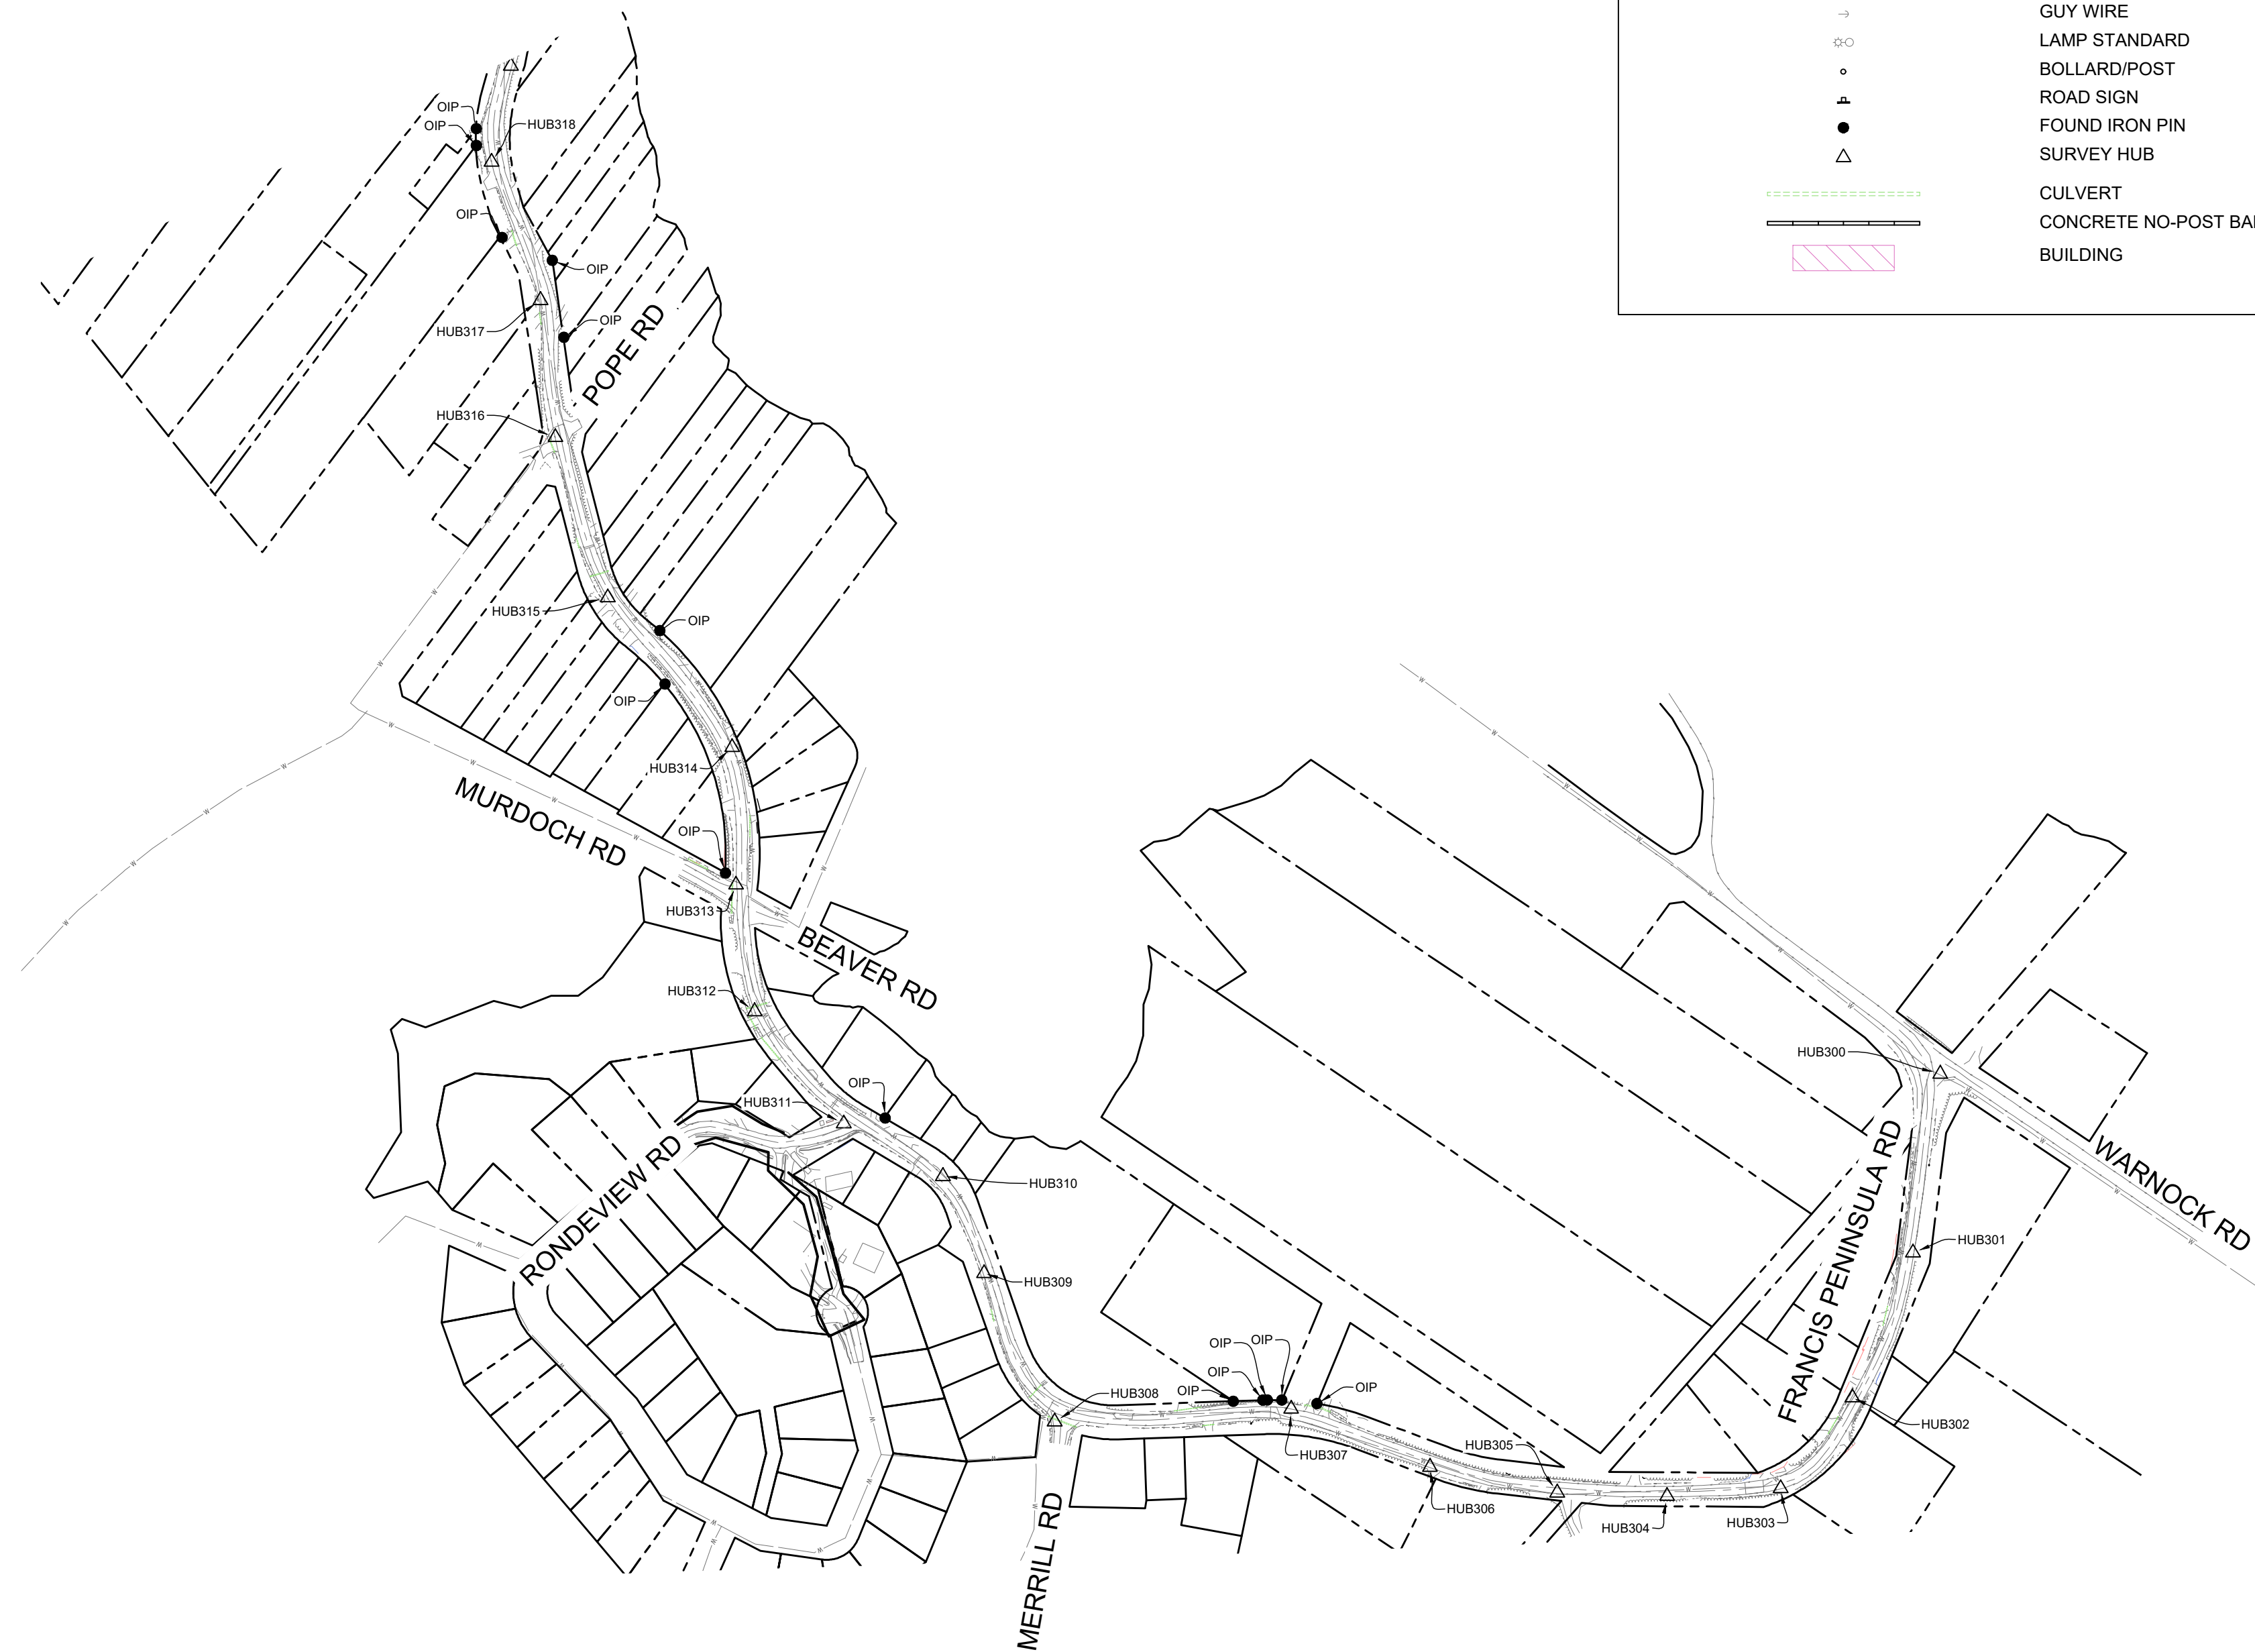 GUY WIRE
LAMP STANDARD
BOLLARD/POST
ROAD SIGN
FOUND IRON PIN
SURVEY HUB
CULVERT
CONCRETE NO-POST
BUILDING
OIP
OIP
HUB318
OIP
OIP
HUB317
OIP
POPE RD
HUB316
HUB315
OIP
OIP
HUB314
MURDOCH RD
OIP
HUB313
BEAVER RD
HUB312
HUB300
OIP
HUB311
RONDEVIEW RD
HUB310
WARNOCK RD
FRANCIS PENINSULA RD
HUB301
HUB309
OIP
OIP
OIP
OIP
OIP
HUB308
HUB302
HUB307
HUB305
HUB306
HUB304
HUB303
MERRILL RD